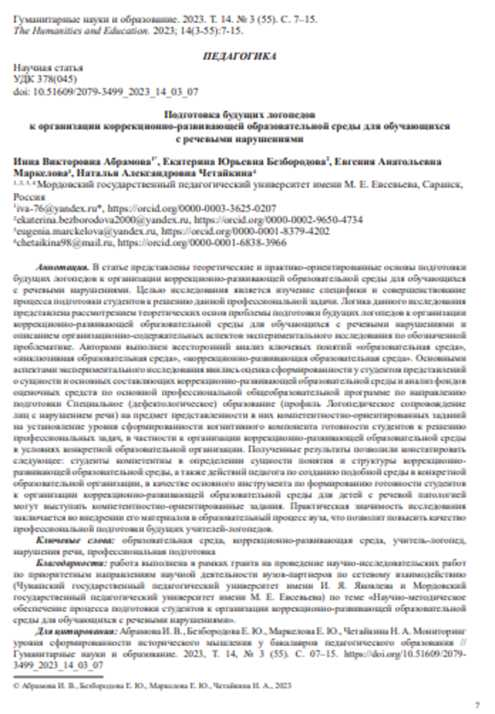 Гуманитарные науки и образование. 2023. Т. 14. № 3 (55). С. 7–15.
The Humanities and Education. 2023; 14(3-55):7-15.
ПЕДАГОГИКА
Научная статья
УДК 378(045)
doi: 10.51609/2079-3499_2023_14_03_07
Подготовка будущих логопедов
к организации коррекционно-развивающей образовательной среды для обучающихся
с речевыми нарушениями
Инна Викторовна Абрамова1*, Екатерина Юрьевна Безбородова2, Евгения Анатольевна
Маркелова3, Наталья Александровна Четайкина4
1, 2, 3, 4 Мордовский государственный педагогический университет имени М. Е. Евсевьева, Саранск,
Россия
1iva-76@yandex.ru*, https://orcid.org/0000-0003-3625-0207
2ekaterina.bezborodova2000@yandex.ru, https://orcid.org/0000-0002-9650-4734
3eugenia.marckelova@yandex.ru, https://orcid.org/0000-0001-8379-4202
4chetaikina98@mail.ru, https://orcid.org/0000-0001-6838-3966
Аннотация. В статье представлены теоретические и практико-ориентированные основы подготовки
будущих логопедов к организации коррекционно-развивающей образовательной среды для обучающихся
с речевыми нарушениями. Целью исследования является изучение специфики и совершенствование
процесса подготовки студентов к решению данной профессиональной задачи. Логика данного исследования
представлена рассмотрением теоретических основ проблемы подготовки будущих логопедов к организации
коррекционно-развивающей образовательной среды для обучающихся с речевыми нарушениями и
описанием организационно-содержательных аспектов экспериментального исследования по обозначенной
проблематике. Авторами выполнен всесторонний анализ ключевых понятий «образовательная среда»,
«инклюзивная образовательная среда», «коррекционно-развивающая образовательная среда». Основными
аспектами экспериментального исследования явились оценка сформированности у студентов представлений
о сущности и основных составляющих коррекционно-развивающей образовательной среды и анализ фондов
оценочных средств по основной профессиональной общеобразовательной программе по направлению
подготовки Специальное (дефектологическое) образование (профиль Логопедическое сопровождение
лиц с нарушением речи) на предмет представленности в них компетентностно-ориентированных заданий
на установление уровня сформированности когнитивного компонента готовности студентов к решению
профессиональных задач, в частности к организации коррекционно-развивающей образовательной среды
в условиях конкретной образовательной организации. Полученные результаты позволили констатировать
следующее: студенты компетентны в определении сущности понятия и структуры коррекционно-
развивающей образовательной среды, а также действий педагога по созданию подобной среды в конкретной
образовательной организации, в качестве основного инструмента по формированию готовности студентов
к организации коррекционно-развивающей образовательной среды для детей с речевой патологией
могут выступать компетентностно-ориентированные задания. Практическая значимость исследования
заключается во внедрении его материалов в образовательный процесс вуза, что позволит повысить качество
профессиональной подготовки будущих учителей-логопедов.
Ключевые слова: образовательная среда, коррекционно-развивающая среда, учитель-логопед,
нарушения речи, профессиональная подготовка
Благодарности: работа выполнена в рамках гранта на проведение научно-исследовательских работ
по приоритетным направлениям научной деятельности вузов-партнеров по сетевому взаимодействию
(Чувашский государственный педагогический университет имени И. Я. Яковлева и Мордовский
государственный педагогический университет имени М. Е. Евсевьева) по теме «Научно-методическое
обеспечение процесса подготовки студентов к организации коррекционно-развивающей образовательной
среды для обучающихся с речевыми нарушениями».
Для цитирования: Абрамова И. В., Безбородова Е. Ю., Маркелова Е. А., Четайкина Н. А. Мониторинг
уровня сформированности исторического мышления у бакалавров педагогического образования //
Гуманитарные науки и образование. 2023, Т. 14, № 3 (55). С. 07–15. https://doi.org/10.51609/2079-
3499_2023_14_03_07
© Абрамова И. В., Безбородова Е. Ю., Маркелова Е. А., Четайкина Н. А., 2023
7